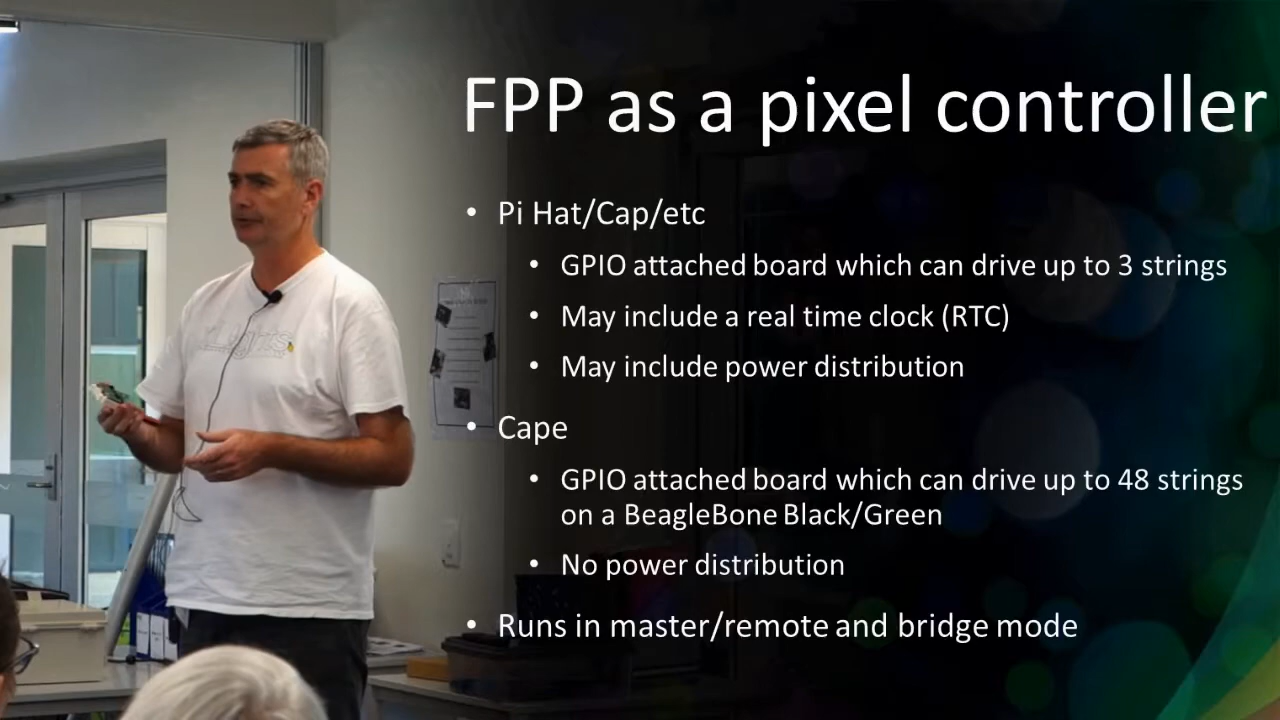 FPP as a pixel controller
• Pi Hat/Cap/etc
• GPIO attached board which can drive up to 3 strings
• May include a real time clock (RTC)
• May include power distribution
• Cape
• GPIO attached board which can drive up to 48 strings
on a BeagleBone Black/Green
• No power distribution
• Runs in master/remote and bridge mode